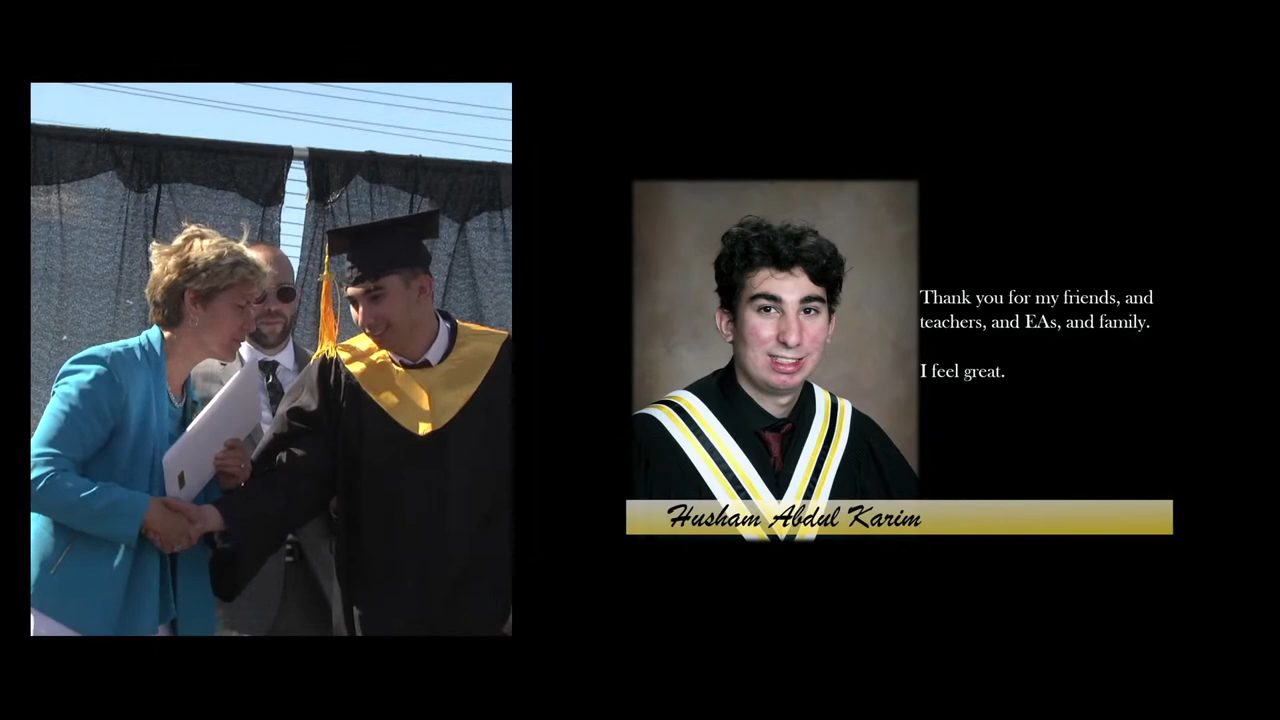 Thank you for my friends, and
teachers, and EAs, and family.
I feel great.
Husham Abdul Karim